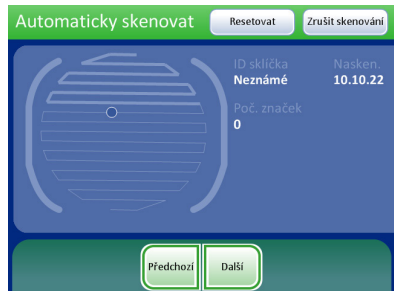 Automaticky skenovat
Resetovat
Zrušit skenování
ID sklíčka
Nasken.
Neznámé
10.10.22
Poč. značek
0
Předchozí
Další